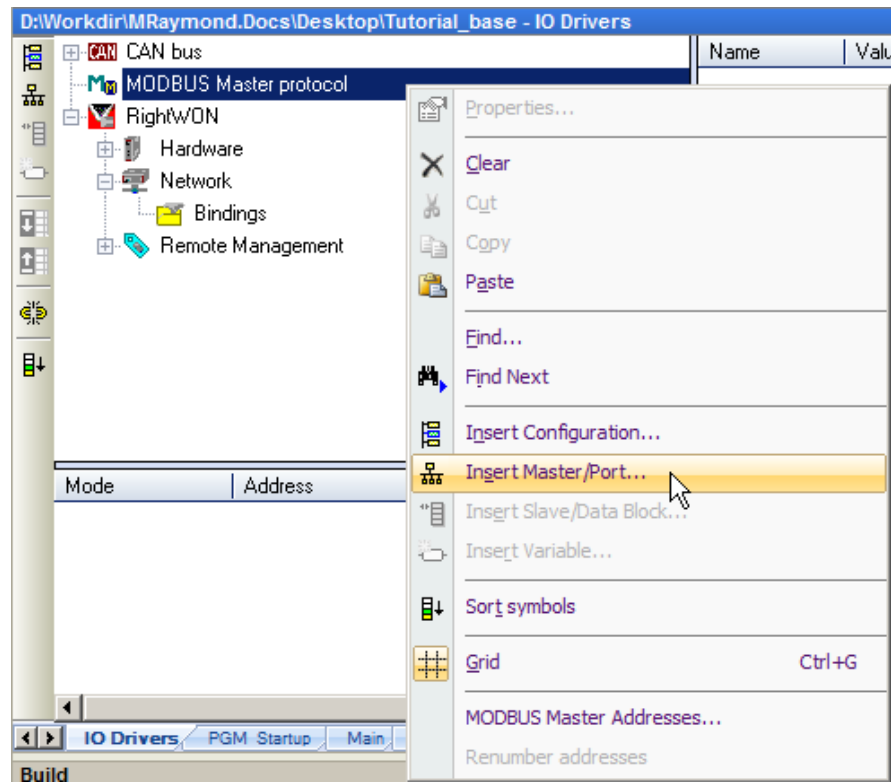 D:\Workdir\MRaymond.Docs\Desktop\Tutorial_base - IO Drivers
CAN CAN bus
MODBUS Master protocol
RightWON
Hardware
Network
Bindings
Remote Management
Name Valu
Properties...
Clear
Cut
Copy
Paste
Find...
Find Next
Insert Configuration...
Insert Master/Port...
Insert Slave/Data Block...
Insert Variable...
Sort symbols
Grid Ctrl+G
MODBUS Master Addresses...
Renumber addresses
Mode Address
IO Drivers PGM_Startup Main
Build